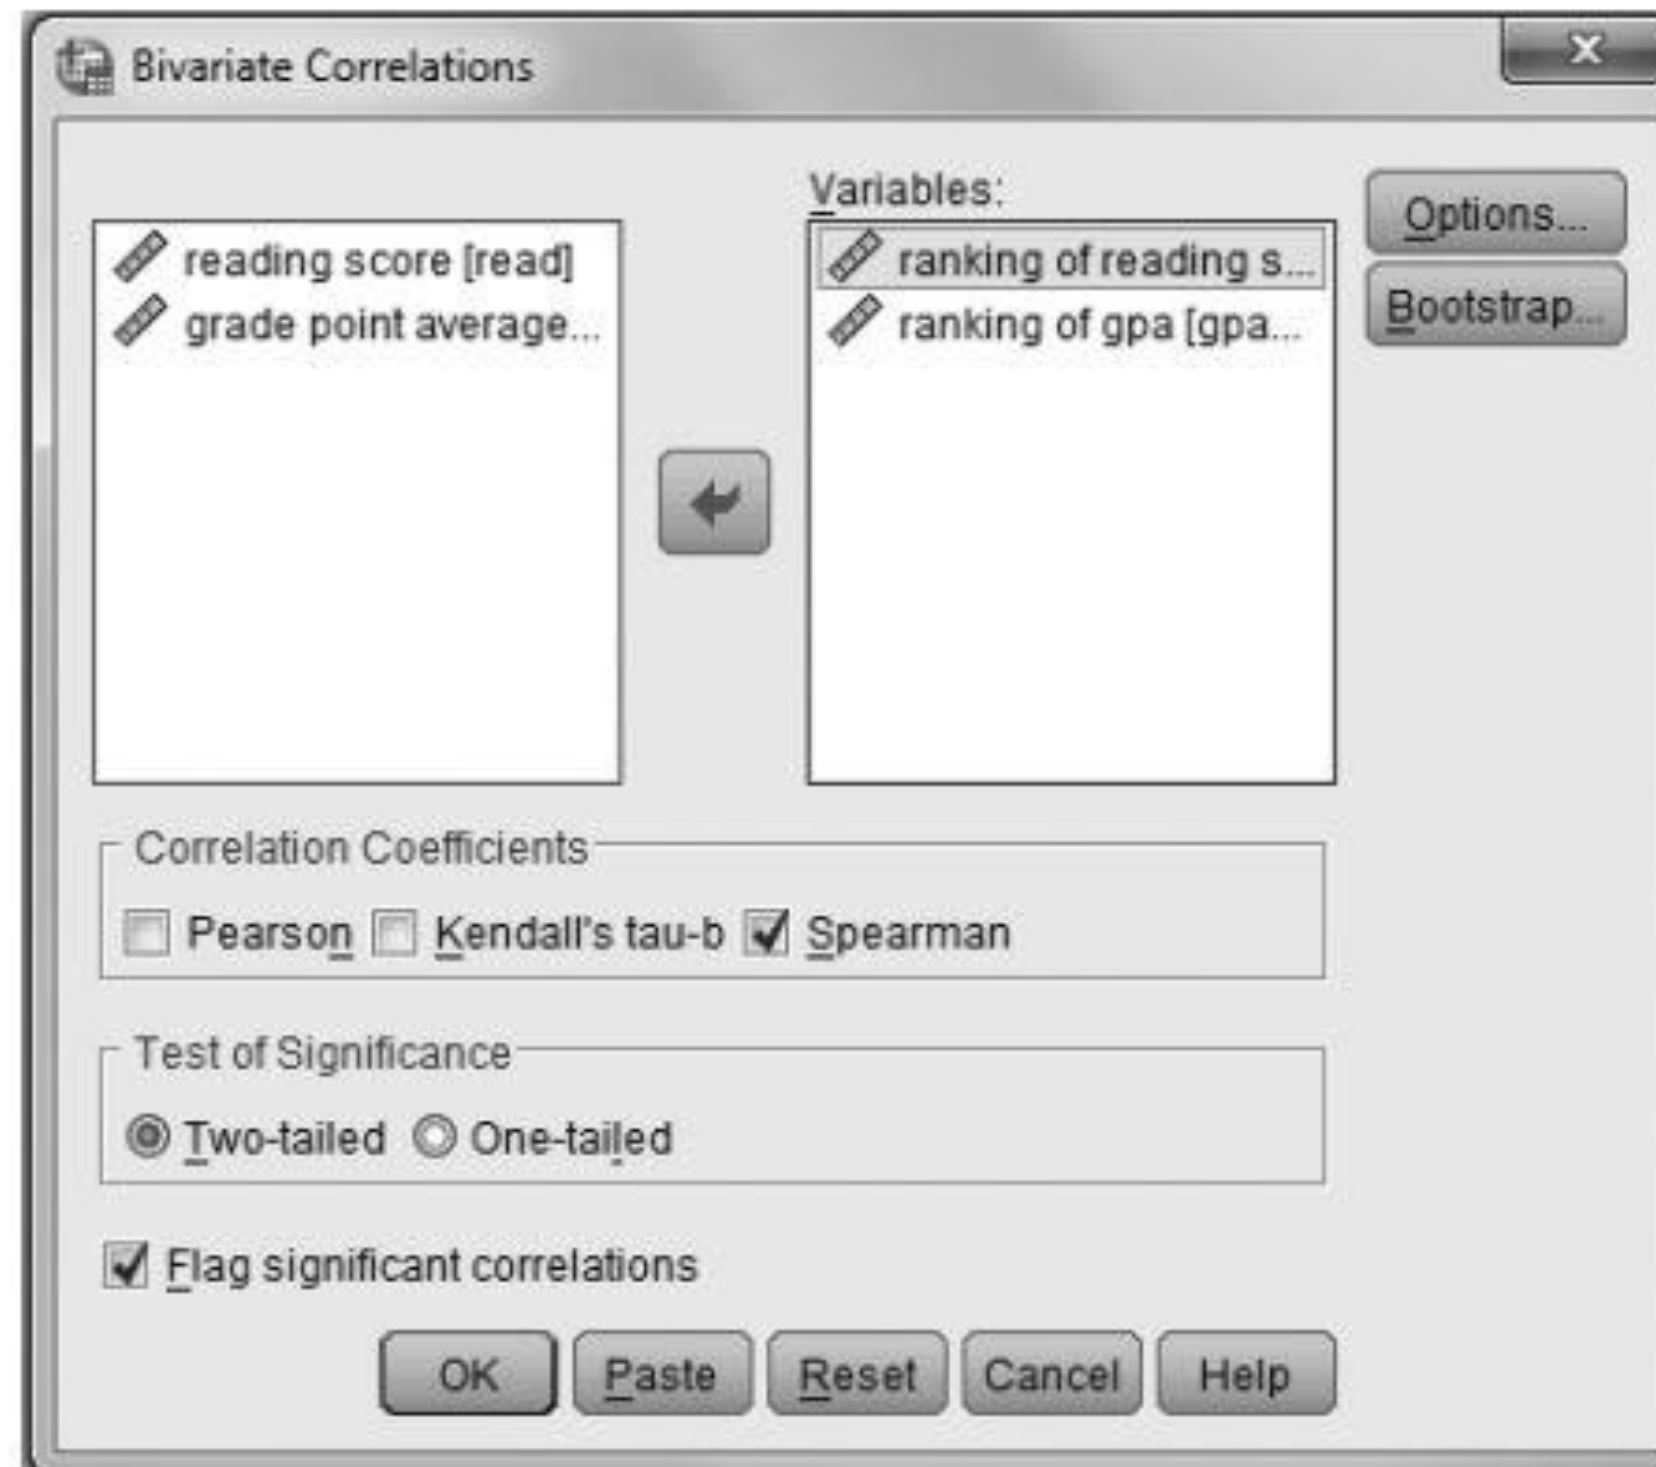 Bivariate Correlations
Variables:
reading score [read]
grade point average...
ranking of reading s...
ranking of gpa [gpa...
Options...
Bootstrap...
Correlation Coefficients
Pearson Kendall's tau-b Spearman
Test of Significance
Two-tailed One-tailed
Flag significant correlations
OK Paste Reset Cancel Help